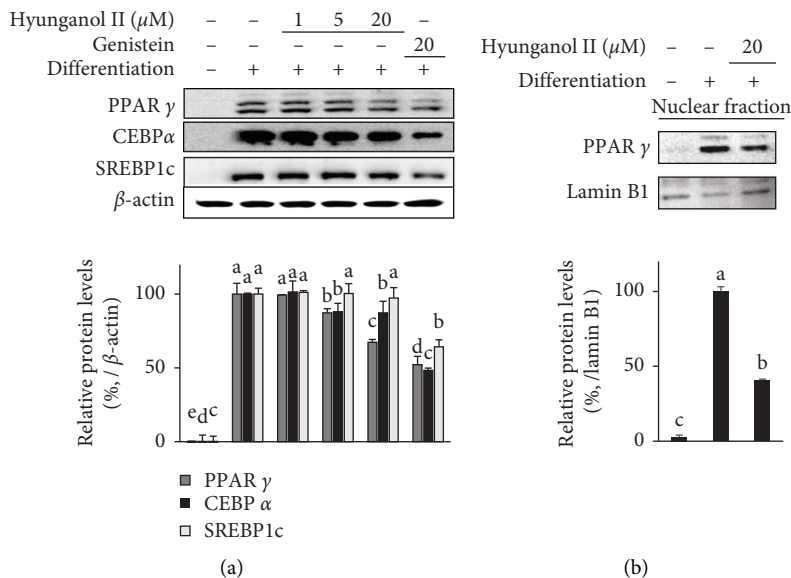 Hyunganol II (μM) – – 1 5 20 –
Genistein 20
Differentiation – + + + + +
PPAR γ
CEBPα
SREBP1c
β-actin
Relative protein levels
(%, / β-actin)
100
50
0
e d c
a a a
a a a
b b a
c b a
d c b
PPAR γ
CEBP α
SREBP1c
(a)
Hyunganol II (μM) – – 20
Differentiation – + +
Nuclear fraction
PPAR γ
Lamin B1
Relative protein levels
(%, /lamin B1)
100
50
0
c
a
b
(b)